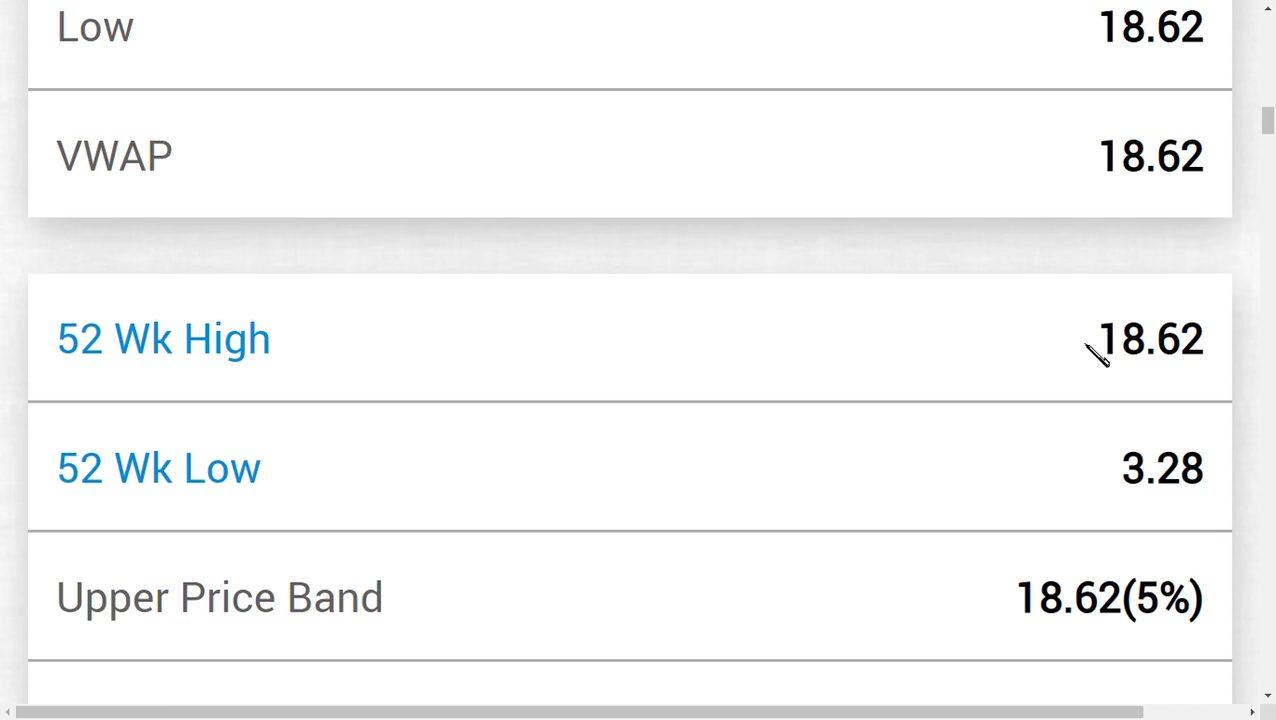 Low 18.62
VWAP 18.62
52 Wk High 18.62
52 Wk Low 3.28
Upper Price Band 18.62(5%)